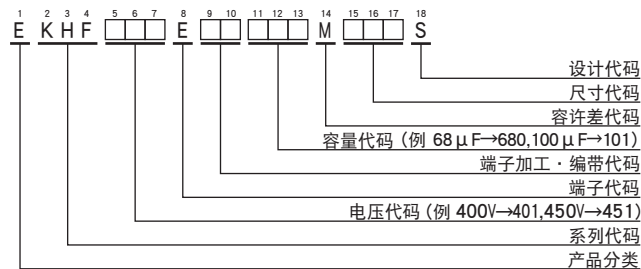 1 2 3 4 5 6 7 8 9 10 11 12 13 14 15 16 17 18
E KHF E M S
设计代码
尺寸代码
容许差代码
容量代码 (例 68μF→680,100μF→101)
端子加工・编带代码
端子代码
电压代码 (例 400V→401,450V→451)
系列代码
产品分类